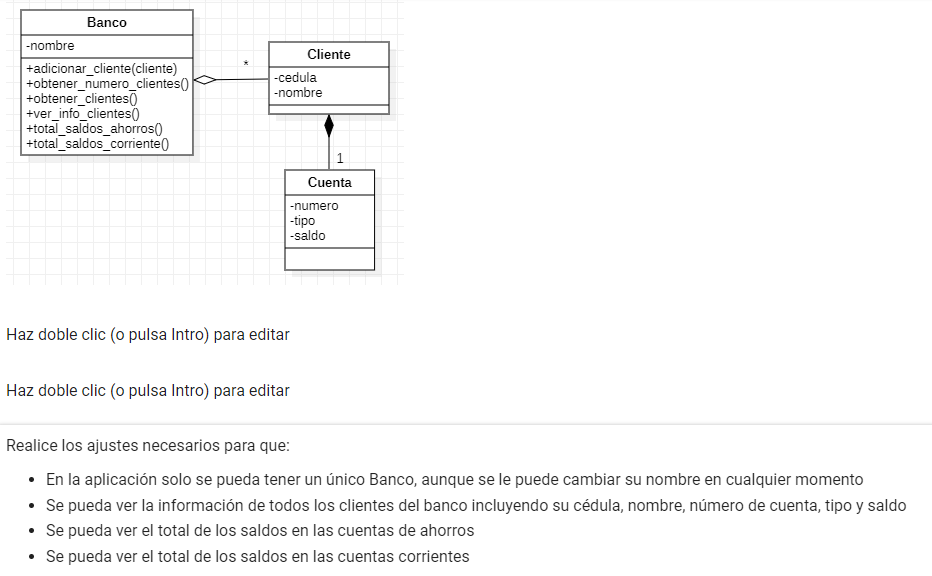 Banco
-nombre
+adicionar_cliente(cliente)
+obtener_numero_clientes()
+obtener_clientes()
+ver_info_clientes()
+total_saldos_ahorros()
+total_saldos_corriente()
*
Cliente
-cedula
-nombre
1
Cuenta
-numero
-tipo
-saldo
Haz doble clic (o pulsa Intro) para editar
Haz doble clic (o pulsa Intro) para editar
Realice los ajustes necesarios para que:
• En la aplicación solo se pueda tener un único Banco, aunque se le puede cambiar su nombre en cualquier momento
• Se pueda ver la información de todos los clientes del banco incluyendo su cédula, nombre, número de cuenta, tipo y saldo
• Se pueda ver el total de los saldos en las cuentas de ahorros
• Se pueda ver el total de los saldos en las cuentas corrientes